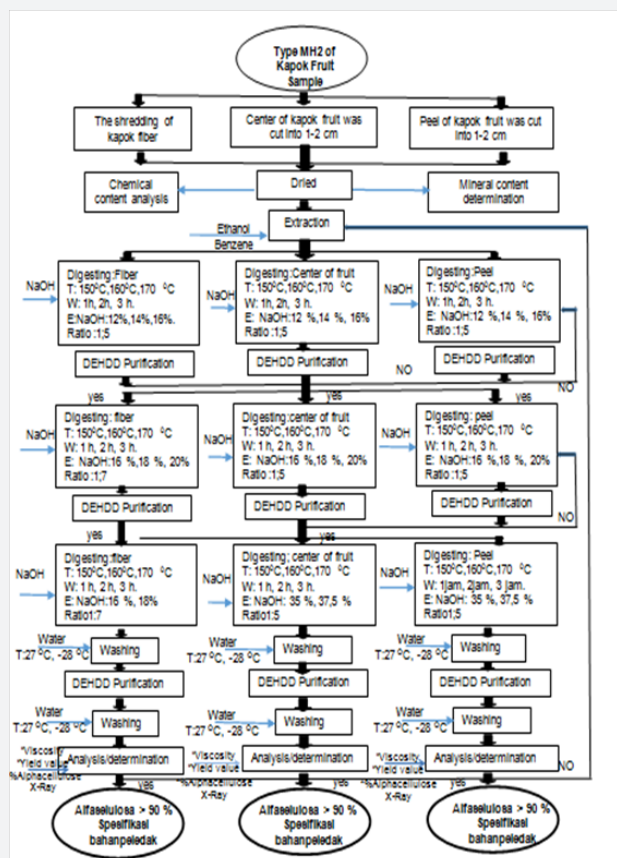 Type MH2 of
Kapok Fruit
Sample
The shredding of
kapok fiber
Center of kapok fruit was
cut into 1-2 cm
Peel of kapok fruit was cut
into 1-2 cm
Chemical
content analysis
Dried
Mineral content
determination
Ethanol
Benzene
Extraction
NaOH
Digesting:Fiber
T: 150⁰C,160⁰C,170 ⁰C
W: 1h, 2h, 3 h.
E:NaOH:12%,14%,16%.
Ratio :1;5
NaOH
Digesting:Center of fruit
T: 150⁰C,160⁰C,170 ⁰C
W: 1h, 2h, 3 h.
E: NaOH:12 %,14 %, 16%
Ratio :1;5
NaOH
Digesting:Peel
T: 150⁰C,160⁰C,170 ⁰C
W: 1h, 2h, 3 h.
E: NaOH:12 %,14 %, 16%
Ratio :1;5
DEHDD Purification
DEHDD Purification
DEHDD Purification
NO
NO
yes
yes
yes
NaOH
Digesting: fiber
T: 150⁰C,160⁰C,170 ⁰C
W: 1 h, 2 h, 3 h.
E: NaOH:16 %,18 %, 20%
Ratio :1;7
NaOH
Digesting:center of fruit
T: 150⁰C,160⁰C,170 ⁰C
W: 1 h, 2 h, 3 h.
E: NaOH:16 %,18 %, 20%
Ratio :1;5
NaOH
Digesting: peel
T: 150⁰C,160⁰C,170 ⁰C
W: 1 h, 2 h, 3 h.
E: NaOH:16 %,18 %, 20%
Ratio :1;5
DEHDD Purification
DEHDD Purification
DEHDD Purification
NO
yes
yes
NaOH
Digesting:fiber
T: 150⁰C,160⁰C,170 ⁰C
W: 1 h, 2 h, 3 h.
E: NaOH:16 %, 18%
Ratio1:7
NaOH
Digesting; center of fruit
T: 150⁰C,160⁰C,170 ⁰C
W: 1 h, 2 h, 3 h.
E: NaOH: 35 %, 37,5 %
Ratio1:5
NaOH
Digesting: Peel
T: 150⁰C,160⁰C,170 ⁰C
W: 1jam, 2jam, 3 jam.
E: NaOH: 35 %, 37,5 %
Ratio1;5
Water
T:27 ⁰C, -28 ⁰C
Washing
Water
T:27 ⁰C, -28 ⁰C
Washing
Water
T:27 ⁰C, -28 ⁰C
Washing
DEHDD Purification
DEHDD Purification
DEHDD Purification
Water
T:27 ⁰C, -28 ⁰C
Washing
Water
T:27 ⁰C, -28 ⁰C
Washing
Water
T:27 ⁰C, -28 ⁰C
Washing
*Viscosity
*Yield value
%Alphacellulose
X-Ray
Analysis/determination
*Viscosity
*Yield value
*%Alphacellulose
X-Ray
Analysis/determination
*Viscosity
*Yield value
*%Alphacellulose
X-Ray
Analysis/determination
NO
yes
yes
yes
Alfaselulosa > 90 %
Spesifikasi
bahanpeledak
Alfaselulosa > 90 %
Spesifikasi
bahanpeledak
Alfaselulosa > 90 %
Spesifikasi
bahanpeledak